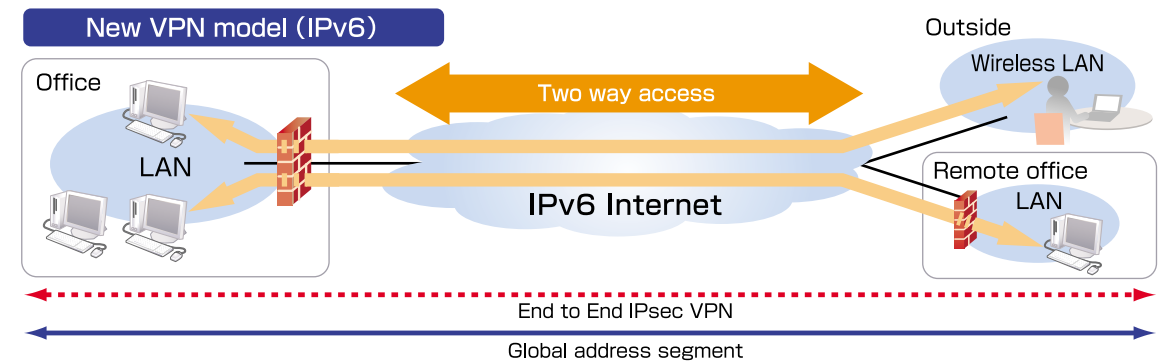 New VPN model (IPv6)
Office
LAN
Two way access
IPv6 Internet
Outside
Wireless LAN
Remote office
LAN
End to End IPsec VPN
Global address segment